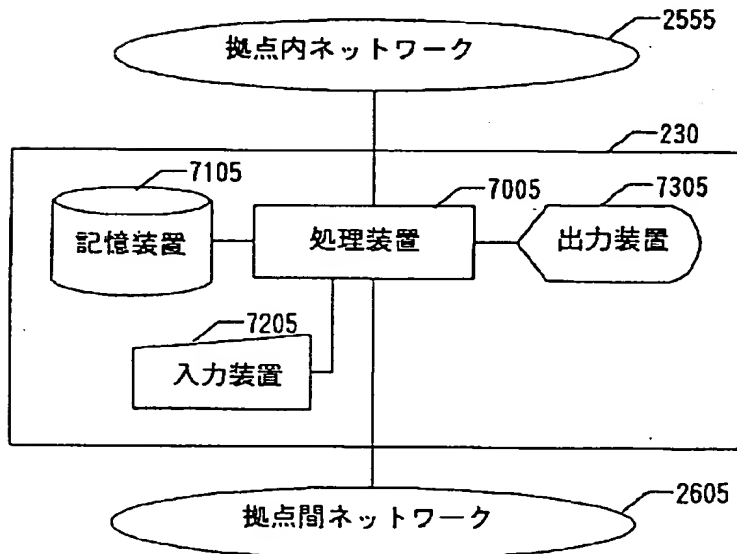 2555
拠点内ネットワーク
230
7105
7005
7305
記憶装置
処理装置
出力装置
7205
入力装置
2605
拠点間ネットワーク